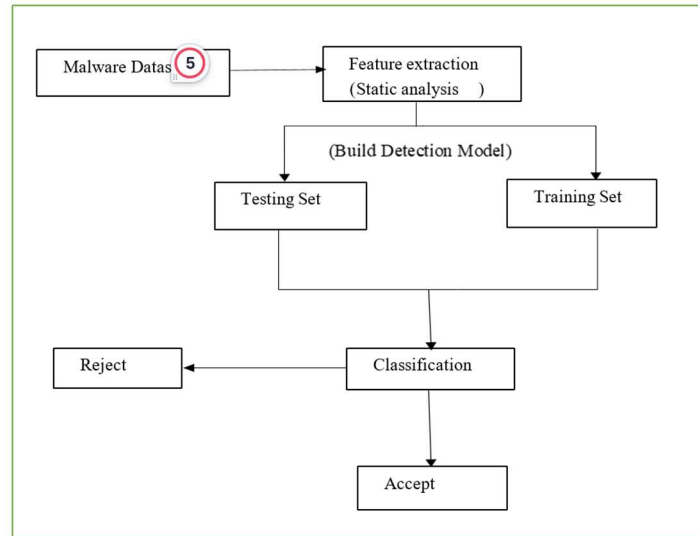 Malware Datas
5
Feature extraction
(Static analysis )
(Build Detection Model)
Testing Set
Training Set
Reject
Classification
Accept